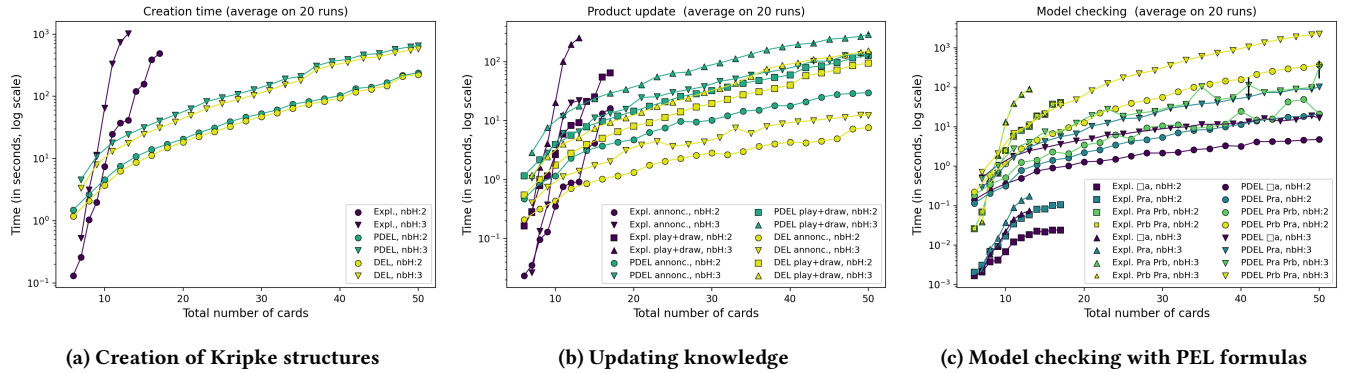 Creation time (average on 20 runs)
Time (in seconds, log scale)
10³
10²
10¹
10⁰
10⁻¹
10 20 30 40 50
Total number of cards
Expl., nbH:2
Expl., nbH:3
PDEL, nbH:2
PDEL, nbH:3
DEL, nbH:2
DEL, nbH:3
(a) Creation of Kripke structures
Product update (average on 20 runs)
Time (in seconds, log scale)
10²
10¹
10⁰
10⁻¹
10 20 30 40 50
Total number of cards
Expl. annonc., nbH:2
Expl. annonc., nbH:3
Expl. play+draw, nbH:2
Expl. play+draw, nbH:3
PDEL annonc., nbH:2
PDEL annonc., nbH:3
PDEL play+draw, nbH:2
PDEL play+draw, nbH:3
DEL annonc., nbH:2
DEL annonc., nbH:3
DEL play+draw, nbH:2
DEL play+draw, nbH:3
(b) Updating knowledge
Model checking (average on 20 runs)
Time (in seconds, log scale)
10³
10²
10¹
10⁰
10⁻¹
10⁻²
10⁻³
10 20 30 40 50
Total number of cards
Expl. □a, nbH:2
Expl. Pra, nbH:2
Expl. Pra Prb, nbH:2
Expl. Prb Pra, nbH:2
Expl. □a, nbH:3
Expl. Pra, nbH:3
Expl. Pra Prb, nbH:3
Expl. Prb Pra, nbH:3
PDEL □a, nbH:2
PDEL Pra, nbH:2
PDEL Pra Prb, nbH:2
PDEL Prb Pra, nbH:2
PDEL □a, nbH:3
PDEL Pra, nbH:3
PDEL Pra Prb, nbH:3
PDEL Prb Pra, nbH:3
(c) Model checking with PEL formulas